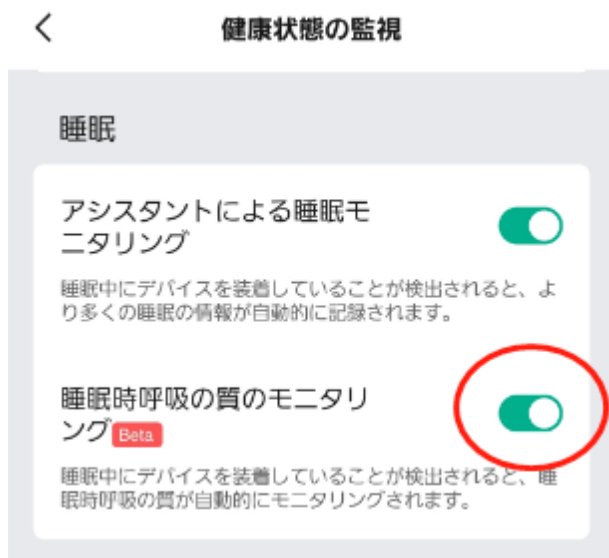 健康状態の監視
睡眠
アシスタントによる睡眠モ
ニタリング
睡眠中にデバイスを装着していることが検出されると、よ
り多くの睡眠の情報が自動的に記録されます。
睡眠時呼吸の質のモニタリ
ング Beta
睡眠中にデバイスを装着していることが検出されると、睡
眠時呼吸の質が自動的にモニタリングされます。